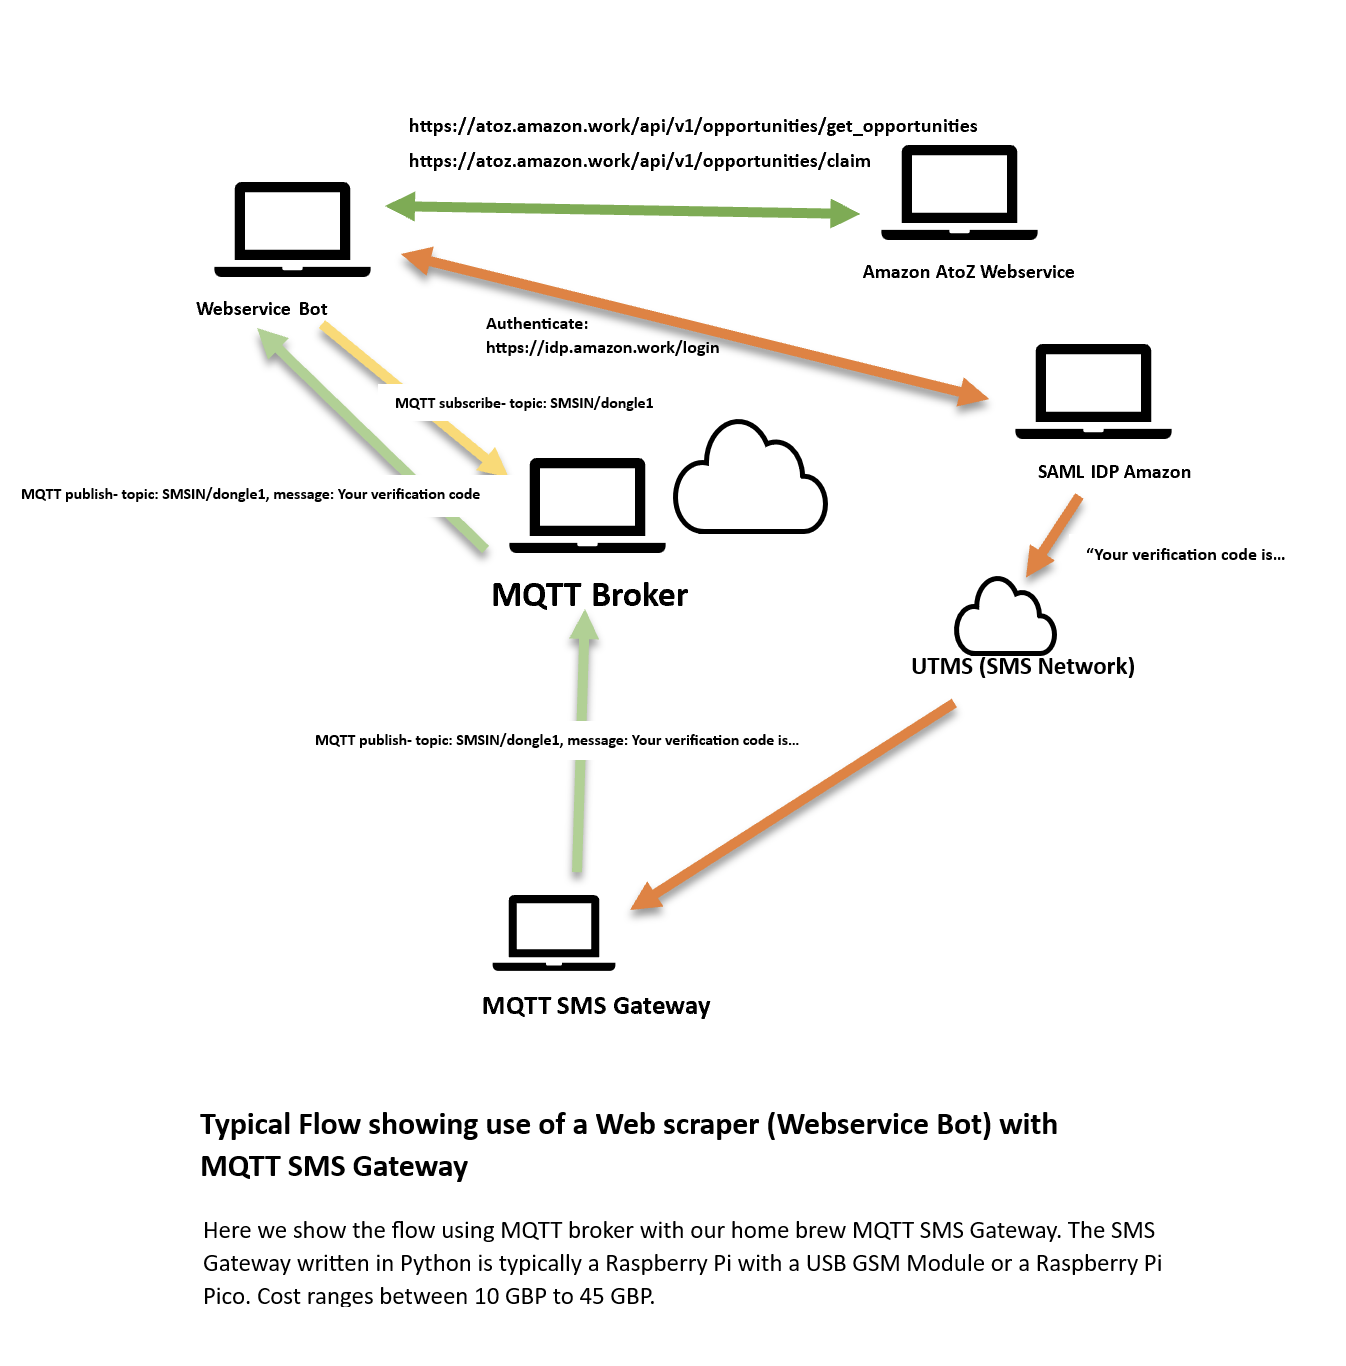 https://atoz.amazon.work/api/v1/opportunities/get_opportunities
https://atoz.amazon.work/api/v1/opportunities/claim
Amazon AtoZ Webservice
Webservice Bot
Authenticate:
https://idp.amazon.work/login
MQTT subscribe- topic: SMSIN/dongle1
SAML IDP Amazon
MQTT publish- topic: SMSIN/dongle1, message: Your verification code
“Your verification code is...
MQTT Broker
UTMS (SMS Network)
MQTT publish- topic: SMSIN/dongle1, message: Your verification code is...
MQTT SMS Gateway
Typical Flow showing use of a Web scraper (Webservice Bot) with
MQTT SMS Gateway
Here we show the flow using MQTT broker with our home brew MQTT SMS Gateway. The SMS
Gateway written in Python is typically a Raspberry Pi with a USB GSM Module or a Raspberry Pi
Pico. Cost ranges between 10 GBP to 45 GBP.